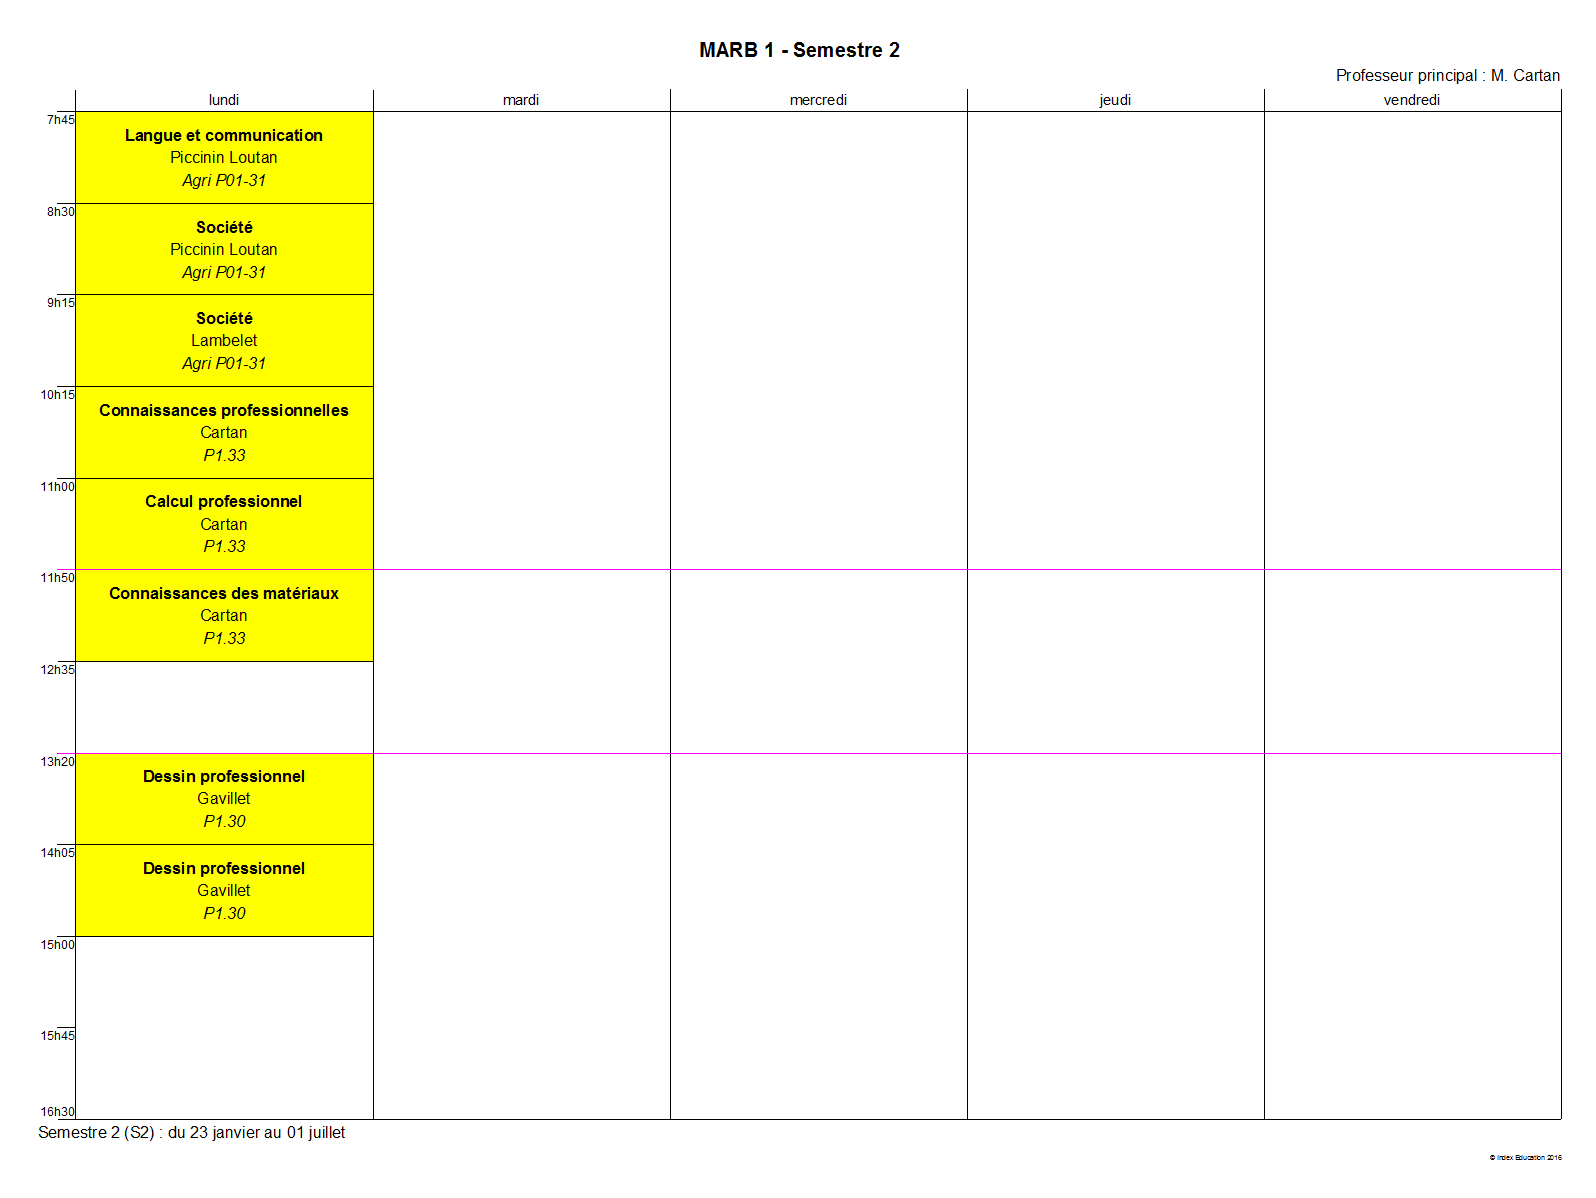 MARB 1 - Semestre 2
Professeur principal : M. Cartan
lundi mardi mercredi jeudi vendredi
7h45
Langue et communication
Piccinin Loutan
Agri P01-31
8h30
Société
Piccinin Loutan
Agri P01-31
9h15
Société
Lambelet
Agri P01-31
10h15
Connaissances professionnelles
Cartan
P1.33
11h00
Calcul professionnel
Cartan
P1.33
11h50
Connaissances des matériaux
Cartan
P1.33
12h35
13h20
Dessin professionnel
Gavillet
P1.30
14h05
Dessin professionnel
Gavillet
P1.30
15h00
15h45
16h30
Semestre 2 (S2) : du 23 janvier au 01 juillet
© Index Education 2016